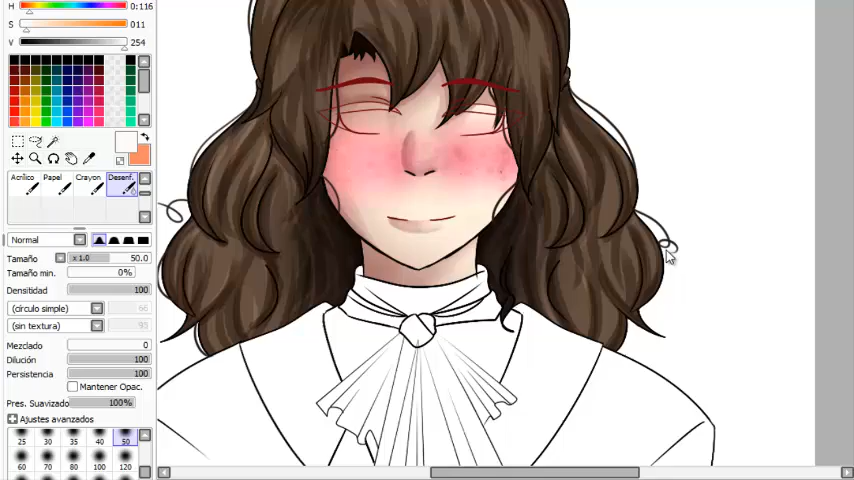 H 0:116
S 011
V 254
Acrílico Papel Crayon Desenf.
Normal
Tamaño x 1.0 50.0
Tamaño min. 0%
Densitidad 100
(círculo simple) 66
(sin textura) 95
Mezclado 0
Dilución 100
Persistencia 100
Mantener Opac.
Pres. Suavizado 100%
Ajustes avanzados
25 30 35 40 50
60 70 80 100 120